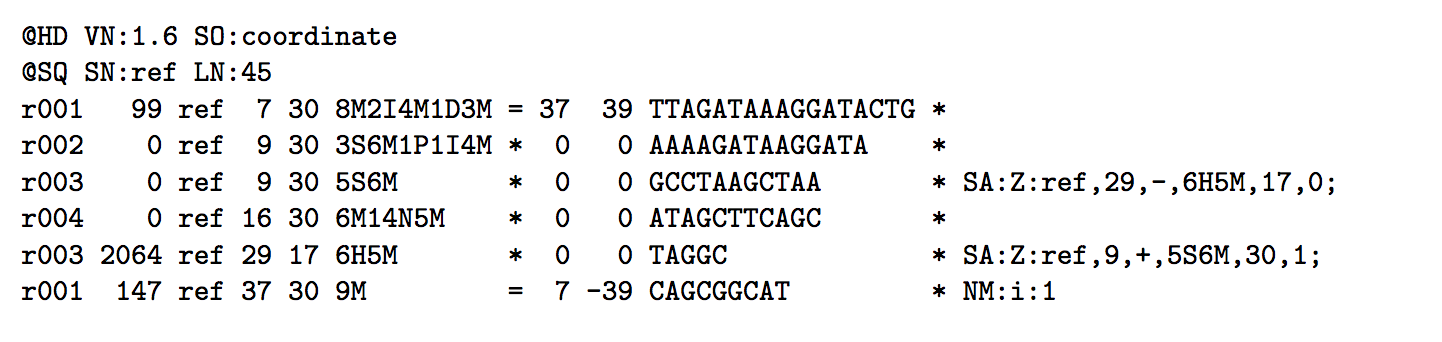 @HD VN:1.6 SO:coordinate
@SQ SN:ref LN:45
r001   99 ref  7 30 8M2I4M1D3M = 37  39 TTAGATAAAGGATACTG *
r002    0 ref  9 30 3S6M1P1I4M *  0   0 AAAAGATAAGGATA    *
r003    0 ref  9 30 5S6M       *  0   0 GCCTAAGCTAA       * SA:Z:ref,29,-,6H5M,17,0;
r004    0 ref 16 30 6M14N5M    *  0   0 ATAGCTTCAGC       *
r003 2064 ref 29 17 6H5M       *  0   0 TAGGC             * SA:Z:ref,9,+,5S6M,30,1;
r001  147 ref 37 30 9M         =  7 -39 CAGCGGCAT         * NM:i:1